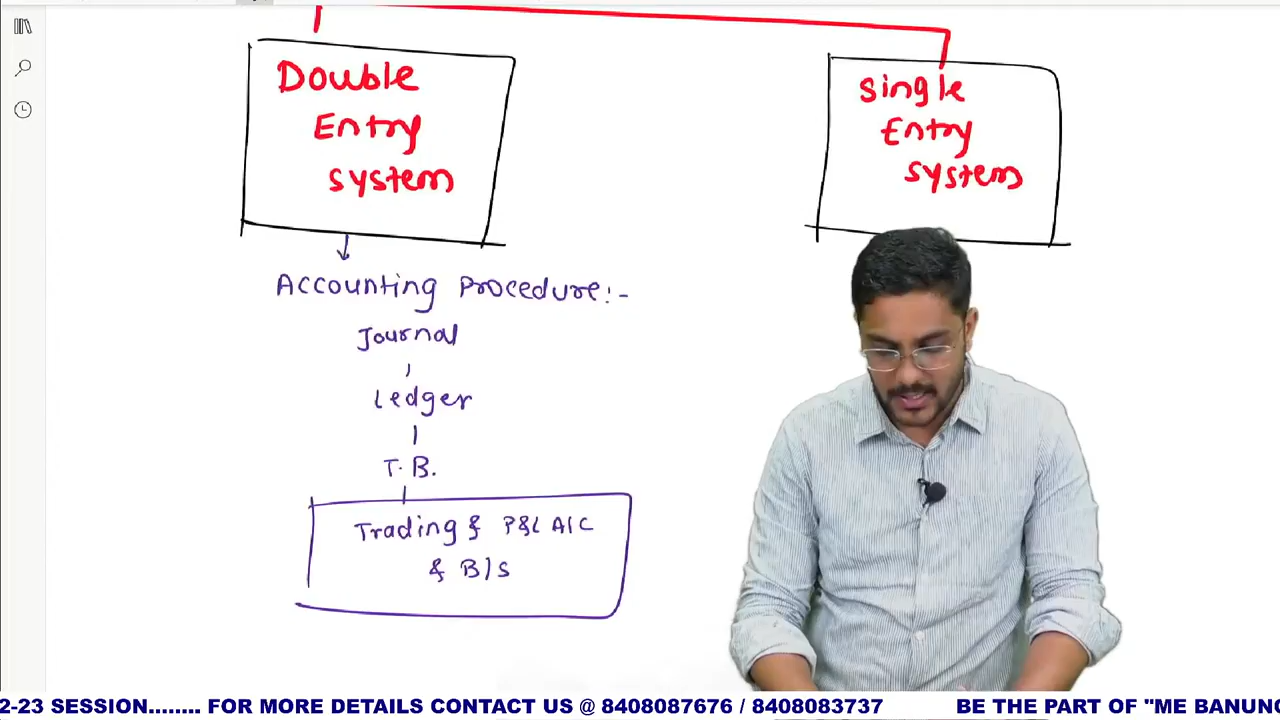 Double
Entry
system
single
Entry
system
Accounting Procedure:-
Journal
Ledger
T.B.
Trading & P&L A/C
& B/S
2-23 SESSION........ FOR MORE DETAILS CONTACT US @ 8408087676 / 8408083737 BE THE PART OF "ME BANUNG